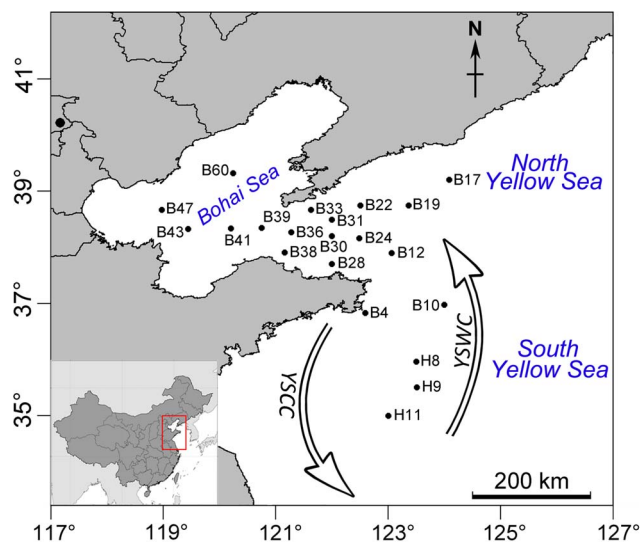 41°
N
39°
B60
B17
North
Yellow Sea
Bohai Sea
B47
B33
B22
B19
B39
B31
B43
B41
B36
B24
B30
B38
B12
B28
37°
B10
B4
YSWC
YSCC
H8
South
Yellow Sea
H9
35°
H11
200 km
117°
119°
121°
123°
125°
127°